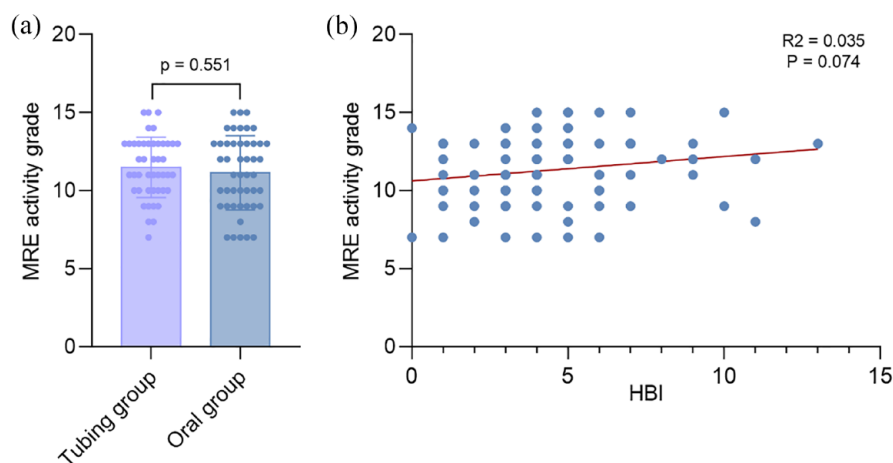 (a)
MRE activity grade
20
15
10
5
0
p = 0.551
Tubing group
Oral group
(b)
MRE activity grade
20
15
10
5
0
R2 = 0.035
P = 0.074
0
5
10
15
HBI